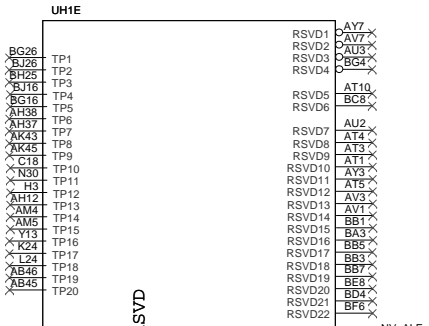 UH1E
BG26 TP1
BJ26 TP2
BH25 TP3
BJ16 TP4
BG16 TP5
AH38 TP6
AH37 TP7
AK43 TP8
AK45 TP9
C18 TP10
N30 TP11
H3 TP12
AH12 TP13
AM4 TP14
AM5 TP15
Y13 TP16
K24 TP17
L24 TP18
AB46 TP19
AB45 TP20
RSVD1 AY7
RSVD2 AV7
RSVD3 AU3
RSVD4 BG4
RSVD5 AT10
RSVD6 BC8
RSVD7 AU2
RSVD8 AT4
RSVD9 AT3
RSVD10 AT1
RSVD11 AY3
RSVD12 AT5
RSVD13 AV3
RSVD14 AV1
RSVD15 BB1
RSVD16 BA3
RSVD17 BB5
RSVD18 BB3
RSVD19 BB7
RSVD20 BE8
RSVD21 BD4
RSVD22 BF6